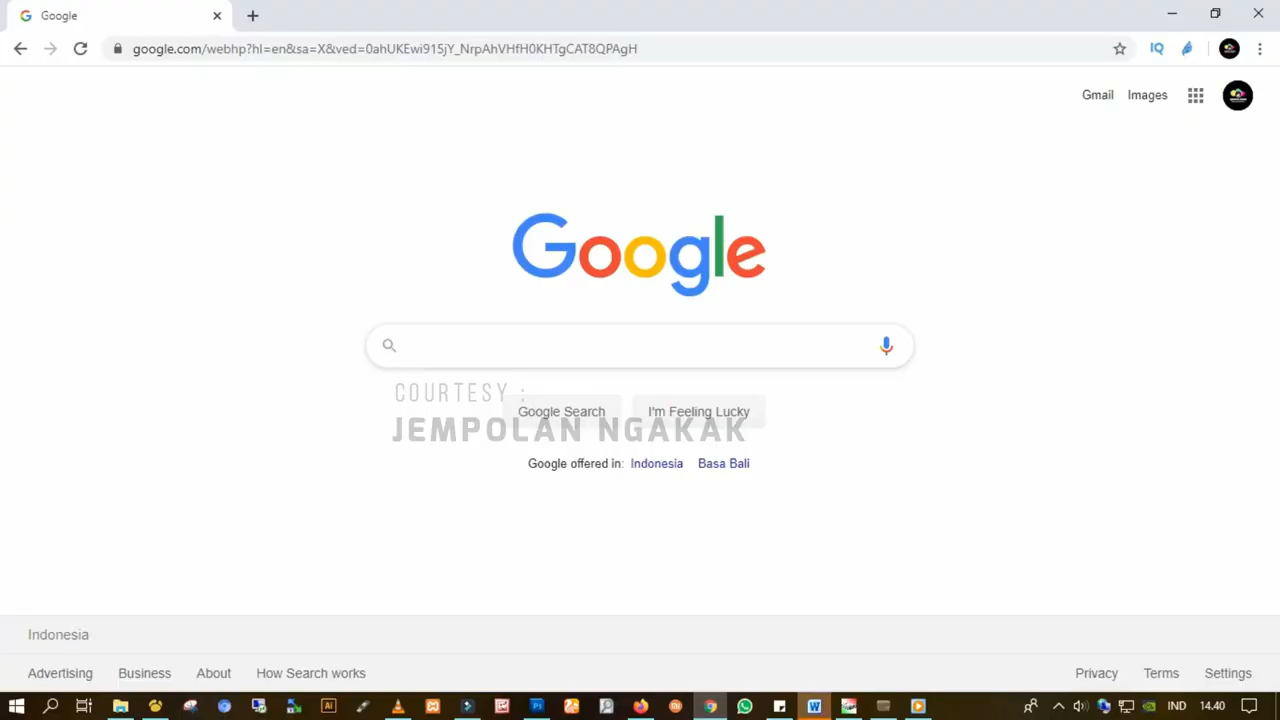 Google
google.com/webhp?hl=en&sa=X&ved=0ahUKEwi915jY_NrpAhVHfH0KHTgCAT8QPAgH
IQ
Gmail Images
Google
COURTESY :
Google Search I'm Feeling Lucky
JEMPOLAN NGAKAK
Google offered in: Indonesia Basa Bali
Indonesia
Advertising Business About How Search works Privacy Terms Settings
Ai Ps W IND 14.40